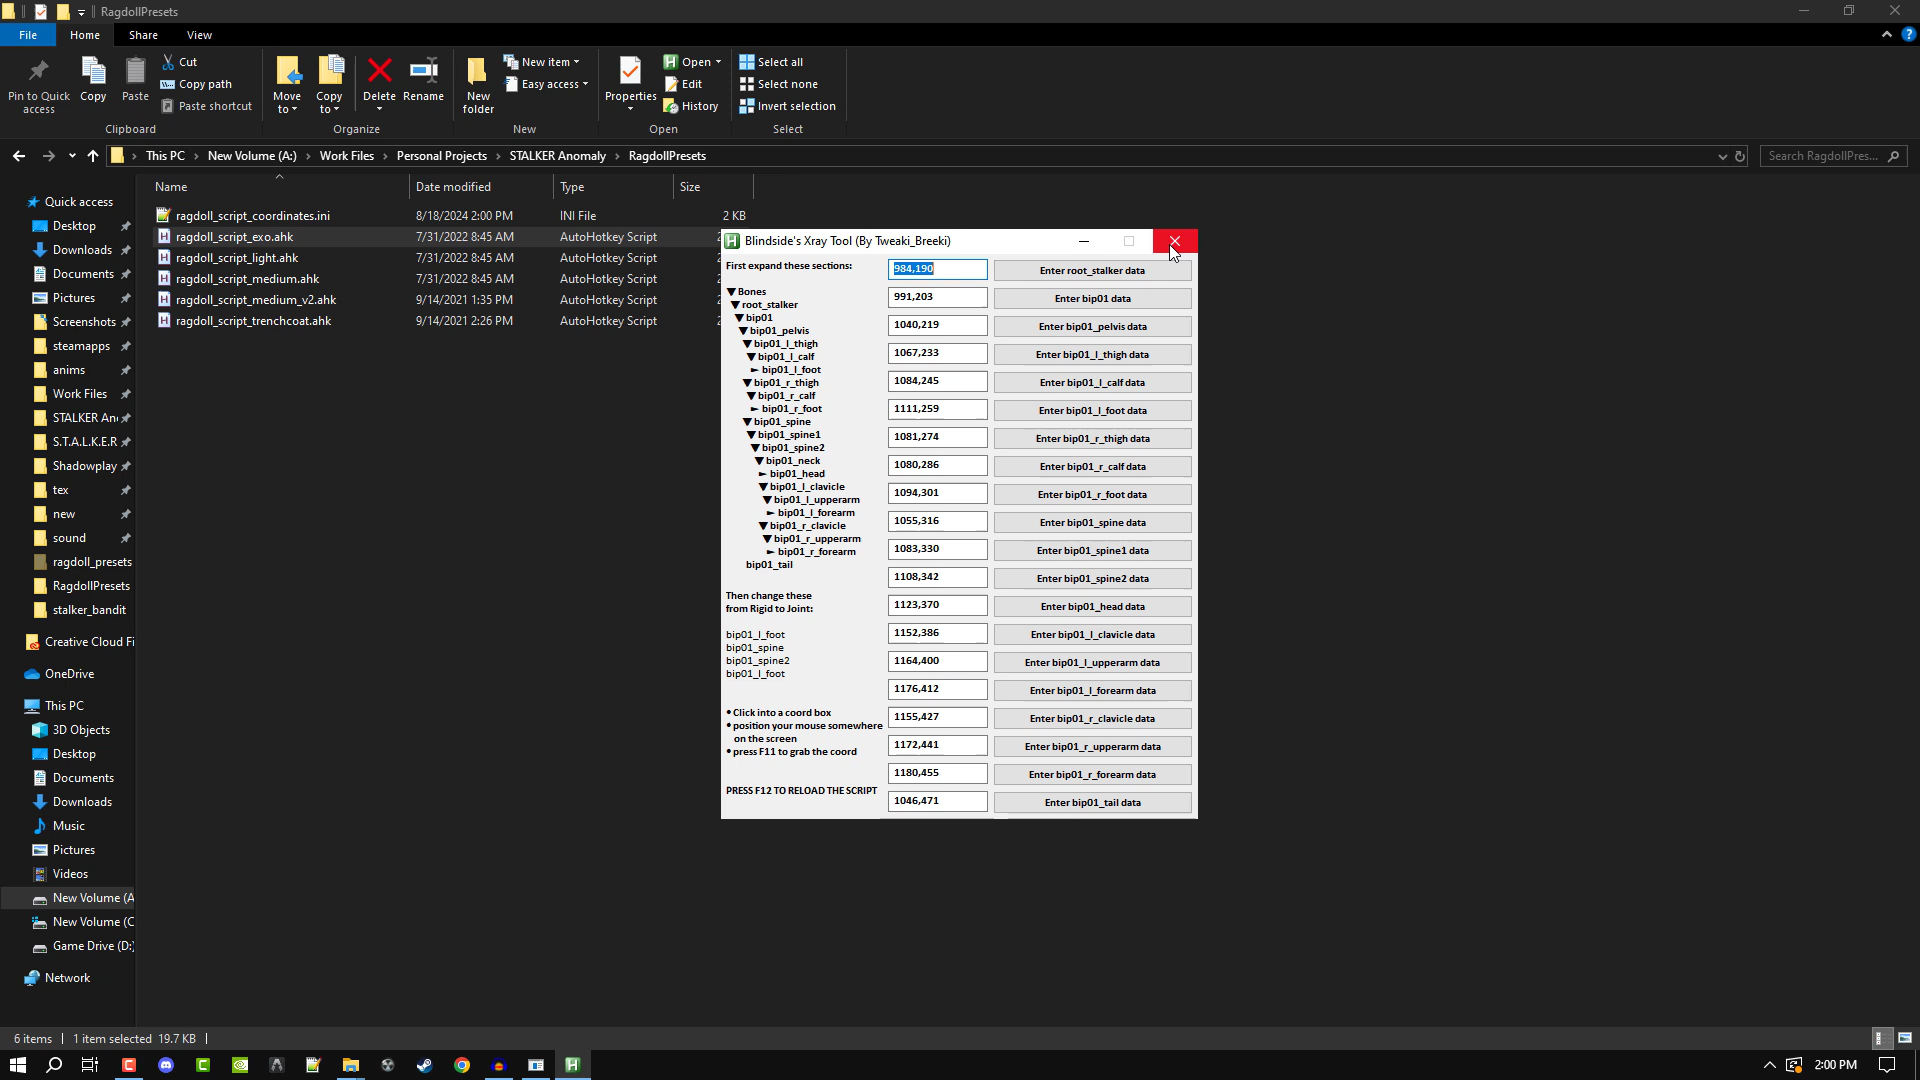 RagdollPresets
File
Home
Share
View
Pin to Quick access
Copy
Paste
Cut
Copy path
Paste shortcut
Clipboard
Move to
Copy to
Delete
Rename
Organize
New folder
New item
Easy access
New
Properties
Open
Edit
History
Open
Select all
Select none
Invert selection
Select
This PC > New Volume (A:) > Work Files > Personal Projects > STALKER Anomaly > RagdollPresets
Search RagdollPres...
Name Date modified Type Size
ragdoll_script_coordinates.ini 8/18/2024 2:00 PM INI File 2 KB
ragdoll_script_exo.ahk 7/31/2022 8:45 AM AutoHotkey Script
ragdoll_script_light.ahk 7/31/2022 8:45 AM AutoHotkey Script
ragdoll_script_medium.ahk 7/31/2022 8:45 AM AutoHotkey Script
ragdoll_script_medium_v2.ahk 9/14/2021 1:35 PM AutoHotkey Script
ragdoll_script_trenchcoat.ahk 9/14/2021 2:26 PM AutoHotkey Script
Quick access
Desktop
Downloads
Documents
Pictures
Screenshots
steamapps
anims
Work Files
STALKER An
S.T.A.L.K.E.R
Shadowplay
tex
new
sound
ragdoll_presets
RagdollPresets
stalker_bandit
Creative Cloud Fi
OneDrive
This PC
3D Objects
Desktop
Documents
Downloads
Music
Pictures
Videos
New Volume (A
New Volume (C
Game Drive (D:)
Network
Blindside's Xray Tool (By Tweaki_Breeki)
First expand these sections:
▼ Bones
▼ root_stalker
▼ bip01
▼ bip01_pelvis
▼ bip01_l_thigh
▼ bip01_l_calf
► bip01_l_foot
▼ bip01_r_thigh
▼ bip01_r_calf
► bip01_r_foot
▼ bip01_spine
▼ bip01_spine1
▼ bip01_spine2
▼ bip01_neck
► bip01_head
▼ bip01_l_clavicle
▼ bip01_l_upperarm
► bip01_l_forearm
▼ bip01_r_clavicle
▼ bip01_r_upperarm
► bip01_r_forearm
bip01_tail
Then change these
from Rigid to Joint:
bip01_l_foot
bip01_spine
bip01_spine2
bip01_l_foot
• Click into a coord box
• position your mouse somewhere
on the screen
• press F11 to grab the coord
PRESS F12 TO RELOAD THE SCRIPT
984,190 Enter root_stalker data
991,203 Enter bip01 data
1040,219 Enter bip01_pelvis data
1067,233 Enter bip01_l_thigh data
1084,245 Enter bip01_l_calf data
1111,259 Enter bip01_l_foot data
1081,274 Enter bip01_r_thigh data
1080,286 Enter bip01_r_calf data
1094,301 Enter bip01_r_foot data
1055,316 Enter bip01_spine data
1083,330 Enter bip01_spine1 data
1108,342 Enter bip01_spine2 data
1123,370 Enter bip01_head data
1152,386 Enter bip01_l_clavicle data
1164,400 Enter bip01_l_upperarm data
1176,412 Enter bip01_l_forearm data
1155,427 Enter bip01_r_clavicle data
1172,441 Enter bip01_r_upperarm data
1180,455 Enter bip01_r_forearm data
1046,471 Enter bip01_tail data
6 items 1 item selected 19.7 KB
2:00 PM